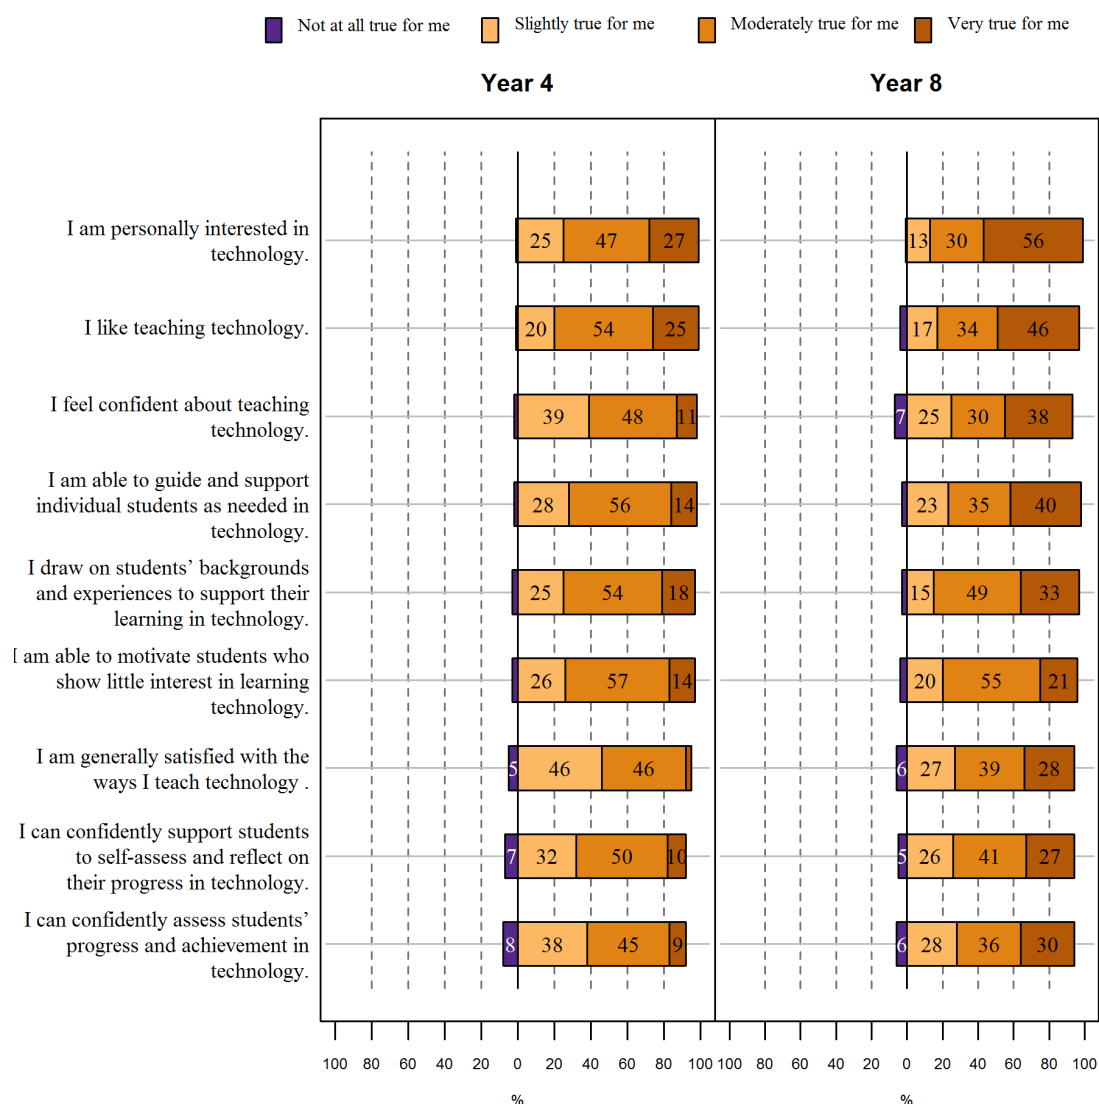 Not at all true for me Slightly true for me Moderately true for me Very true for me
Year 4 Year 8
I am personally interested in
technology.
25 47 27 13 30 56
I like teaching technology.
20 54 25 17 34 46
I feel confident about teaching
technology.
39 48 11 7 25 30 38
I am able to guide and support
individual students as needed in
technology.
28 56 14 23 35 40
I draw on students’ backgrounds
and experiences to support their
learning in technology.
25 54 18 15 49 33
I am able to motivate students who
show little interest in learning
technology.
26 57 14 20 55 21
I am generally satisfied with the
ways I teach technology .
5 46 46 6 27 39 28
I can confidently support students
to self-assess and reflect on
their progress in technology.
7 32 50 10 5 26 41 27
I can confidently assess students’
progress and achievement in
technology.
8 38 45 9 6 28 36 30
100 80 60 40 20 0 20 40 60 80 100 100 80 60 40 20 0 20 40 60 80 100
% %